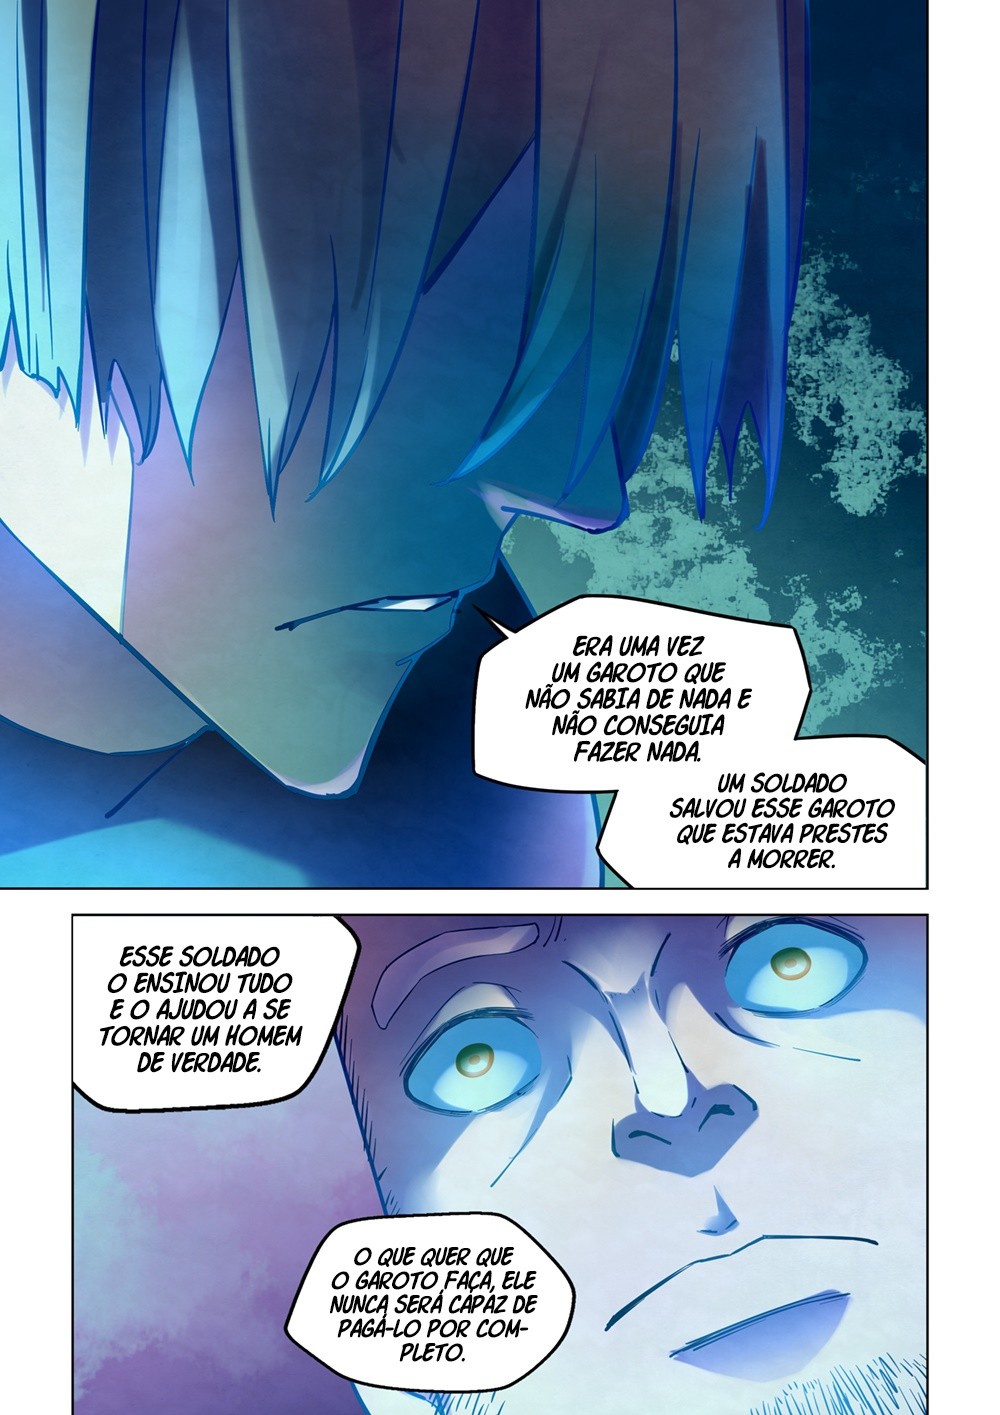 ERA UMA VEZ
UM GAROTO QUE
NÃO SABIA DE NADA E
NÃO CONSEGUIA
FAZER NADA.
UM SOLDADO
SALVOU ESSE GAROTO
QUE ESTAVA PRESTES
A MORRER.
ESSE SOLDADO
O ENSINOU TUDO
E O AJUDOU A SE
TORNAR UM HOMEM
DE VERDADE.
O QUE QUER QUE
O GAROTO FAÇA, ELE
NUNCA SERÁ CAPAZ DE
PAGÁ-LO POR COM-
PLETO.